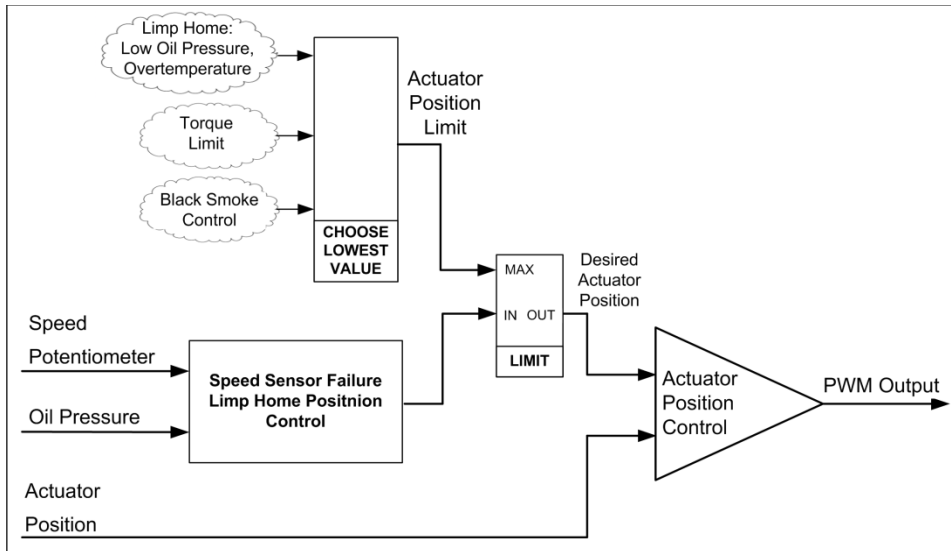 Limp Home:
Low Oil Pressure,
Overtemperature
Torque
Limit
Black Smoke
Control
CHOOSE
LOWEST
VALUE
Actuator
Position
Limit
MAX
IN OUT
LIMIT
Desired
Actuator
Position
Speed
Potentiometer
Oil Pressure
Speed Sensor Failure
Limp Home Positnion
Control
Actuator
Position
Actuator
Position
Control
PWM Output